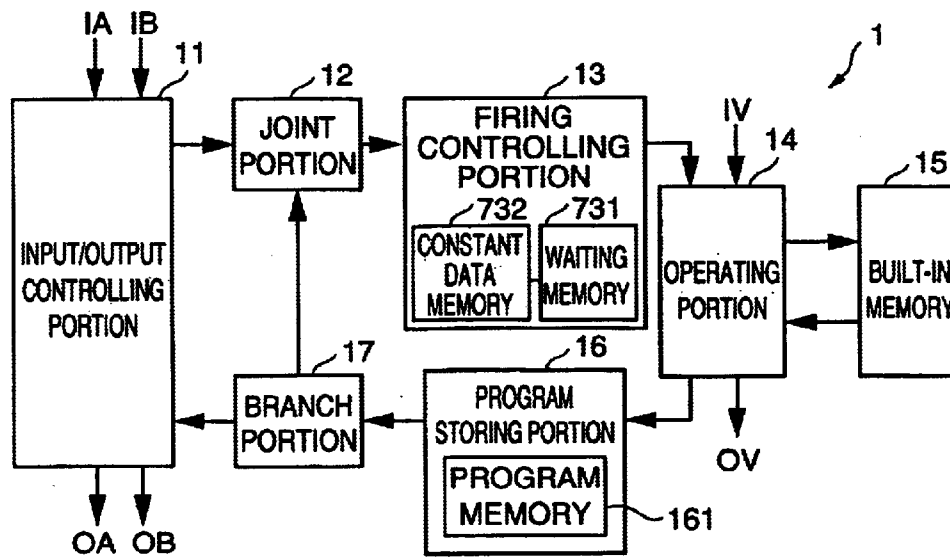 IA IB
11
12
13
1
JOINT
PORTION
FIRING
CONTROLLING
PORTION
IV
14
15
732
731
CONSTANT
DATA
MEMORY
WAITING
MEMORY
INPUT/OUTPUT
CONTROLLING
PORTION
OPERATING
PORTION
BUILT-IN
MEMORY
17
16
BRANCH
PORTION
PROGRAM
STORING PORTION
PROGRAM
MEMORY
161
OV
OA OB